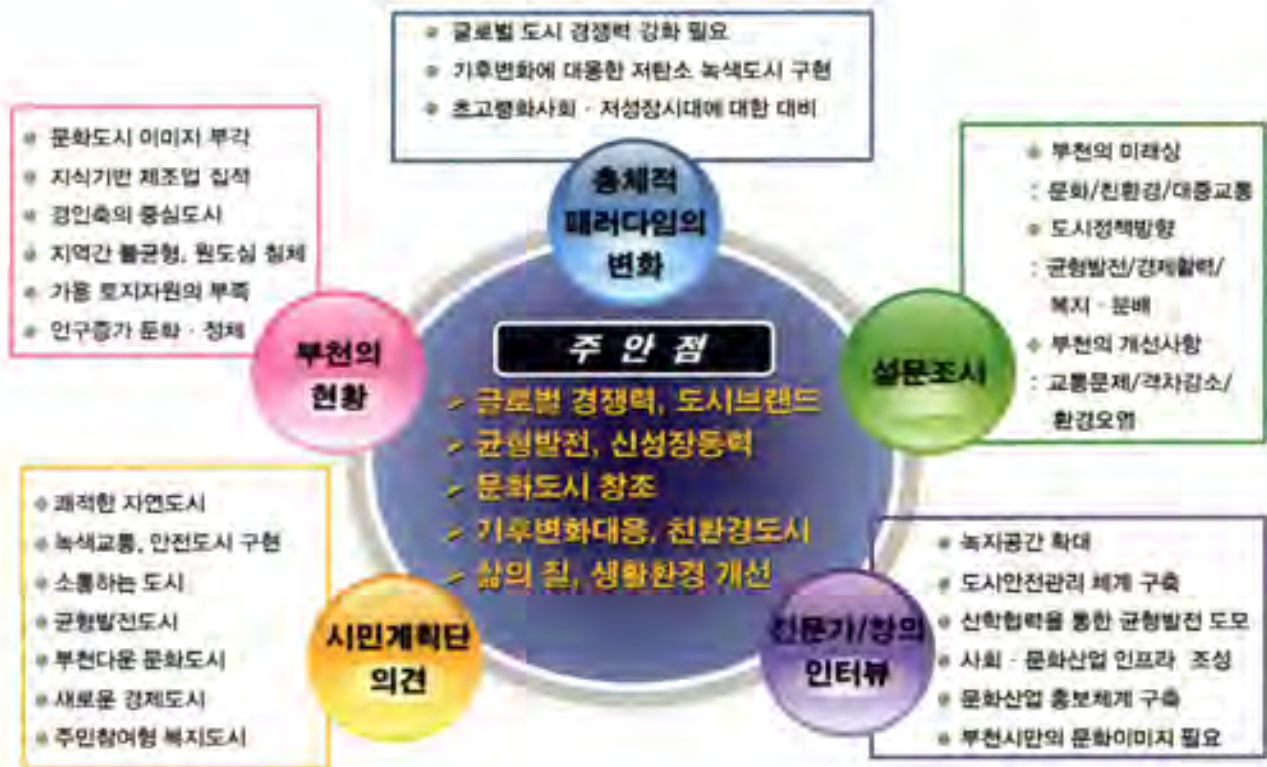 글로벌 도시 경쟁력 강화 필요
기후변화에 대응한 저탄소 녹색도시 구현
초고령화사회 · 저성장시대에 대한 대비
총체적
패러다임의
변화
문화도시 이미지 부각
지식기반 제조업 집적
경인축의 중심도시
지역간 불균형, 원도심 침체
가용 토지자원의 부족
인구증가 둔화 · 정체
부천의
현황
부천의 미래상
: 문화/친환경/대중교통
도시정책방향
: 균형발전/경제활력/
복지 · 분배
부천의 개선사항
: 교통문제/격차감소/
환경오염
설문조사
주 안 점
➢ 글로벌 경쟁력, 도시브랜드
➢ 균형발전, 신성장동력
➢ 문화도시 창조
➢ 기후변화대응, 친환경도시
➢ 삶의 질, 생활환경 개선
쾌적한 자연도시
녹색교통, 안전도시 구현
소통하는 도시
균형발전도시
부천다운 문화도시
새로운 경제도시
주민참여형 복지도시
시민계획단
의견
전문가/창의
인터뷰
녹지공간 확대
도시안전관리 체계 구축
산학협력을 통한 균형발전 도모
사회 · 문화산업 인프라 조성
문화산업 홍보체계 구축
부천시만의 문화이미지 필요